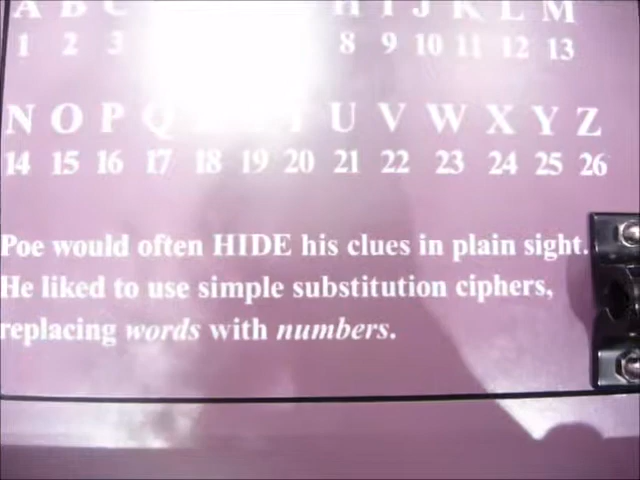 A B C H I J K L M
1 2 3 8 9 10 11 12 13
N O P Q U V W X Y Z
14 15 16 17 18 19 20 21 22 23 24 25 26
Poe would often HIDE his clues in plain sight.
He liked to use simple substitution ciphers,
replacing words with numbers.